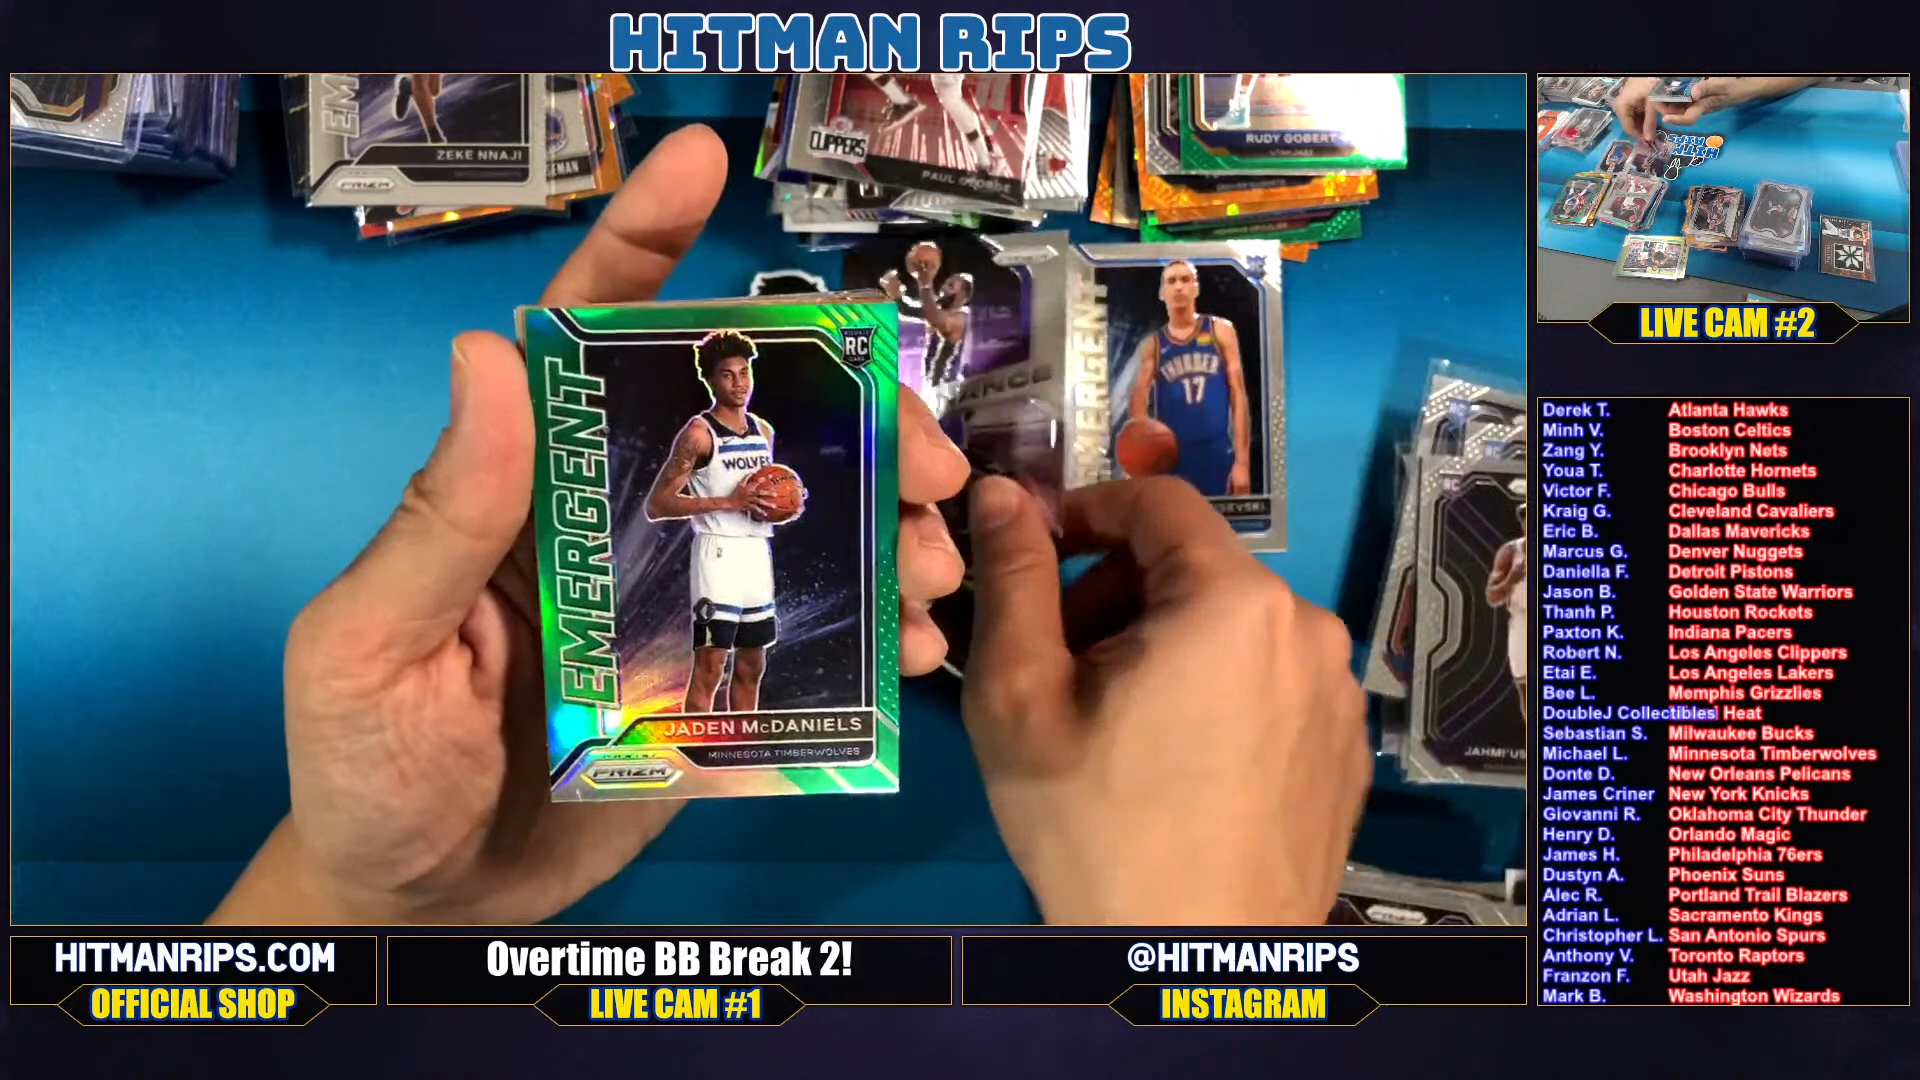 HITMAN RIPS
ZEKE NNAJI
PRIZM
EMAN
CLIPPERS
PAUL GEORGE
RUDY GOBERT
UTAH JAZZ
EMERGENT
THUNDER
17
EMERGENT
RC
WOLVES
JADEN McDANIELS
MINNESOTA TIMBERWOLVES
PANINI
PRIZM
JAHMI'US
LIVE CAM #2
Derek T. Atlanta Hawks
Minh V. Boston Celtics
Zang Y. Brooklyn Nets
Youa T. Charlotte Hornets
Victor F. Chicago Bulls
Kraig G. Cleveland Cavaliers
Eric B. Dallas Mavericks
Marcus G. Denver Nuggets
Daniella F. Detroit Pistons
Jason B. Golden State Warriors
Thanh P. Houston Rockets
Paxton K. Indiana Pacers
Robert N. Los Angeles Clippers
Etai E. Los Angeles Lakers
Bee L. Memphis Grizzlies
DoubleJ Collectibles Heat
Sebastian S. Milwaukee Bucks
Michael L. Minnesota Timberwolves
Donte D. New Orleans Pelicans
James Criner New York Knicks
Giovanni R. Oklahoma City Thunder
Henry D. Orlando Magic
James H. Philadelphia 76ers
Dustyn A. Phoenix Suns
Alec R. Portland Trail Blazers
Adrian L. Sacramento Kings
Christopher L. San Antonio Spurs
Anthony V. Toronto Raptors
Franzon F. Utah Jazz
Mark B. Washington Wizards
HITMANRIPS.COM
OFFICIAL SHOP
Overtime BB Break 2!
LIVE CAM #1
@HITMANRIPS
INSTAGRAM